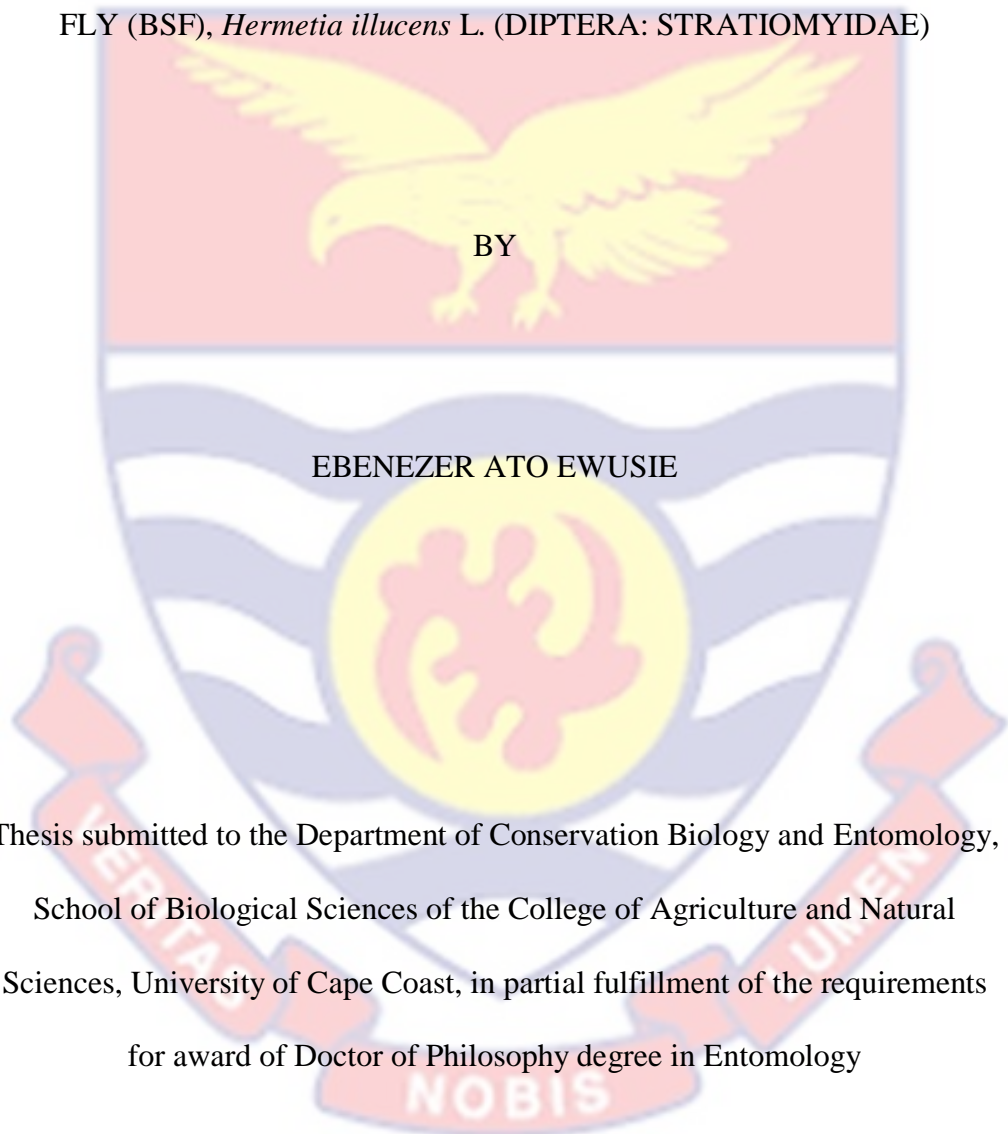 FLY (BSF), Hermetia illucens L. (DIPTERA: STRATIOMYIDAE)
BY
EBENEZER ATO EWUSIE
Thesis submitted to the Department of Conservation Biology and Entomology,
School of Biological Sciences of the College of Agriculture and Natural
Sciences, University of Cape Coast, in partial fulfillment of the requirements
for award of Doctor of Philosophy degree in Entomology
VERITAS
NOBIS
LUMEN